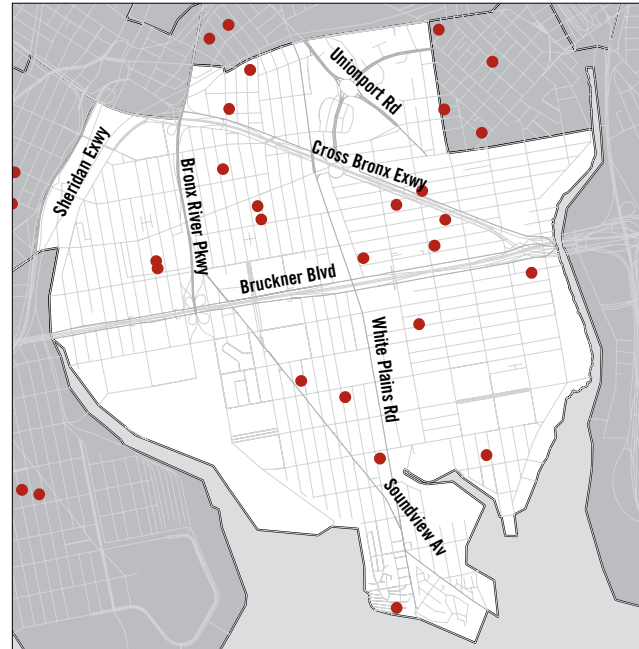 Unionport Rd
Sheridan Exwy
Cross Bronx Exwy
Bronx River Pkwy
Bruckner Blvd
White Plains Rd
Soundview Av